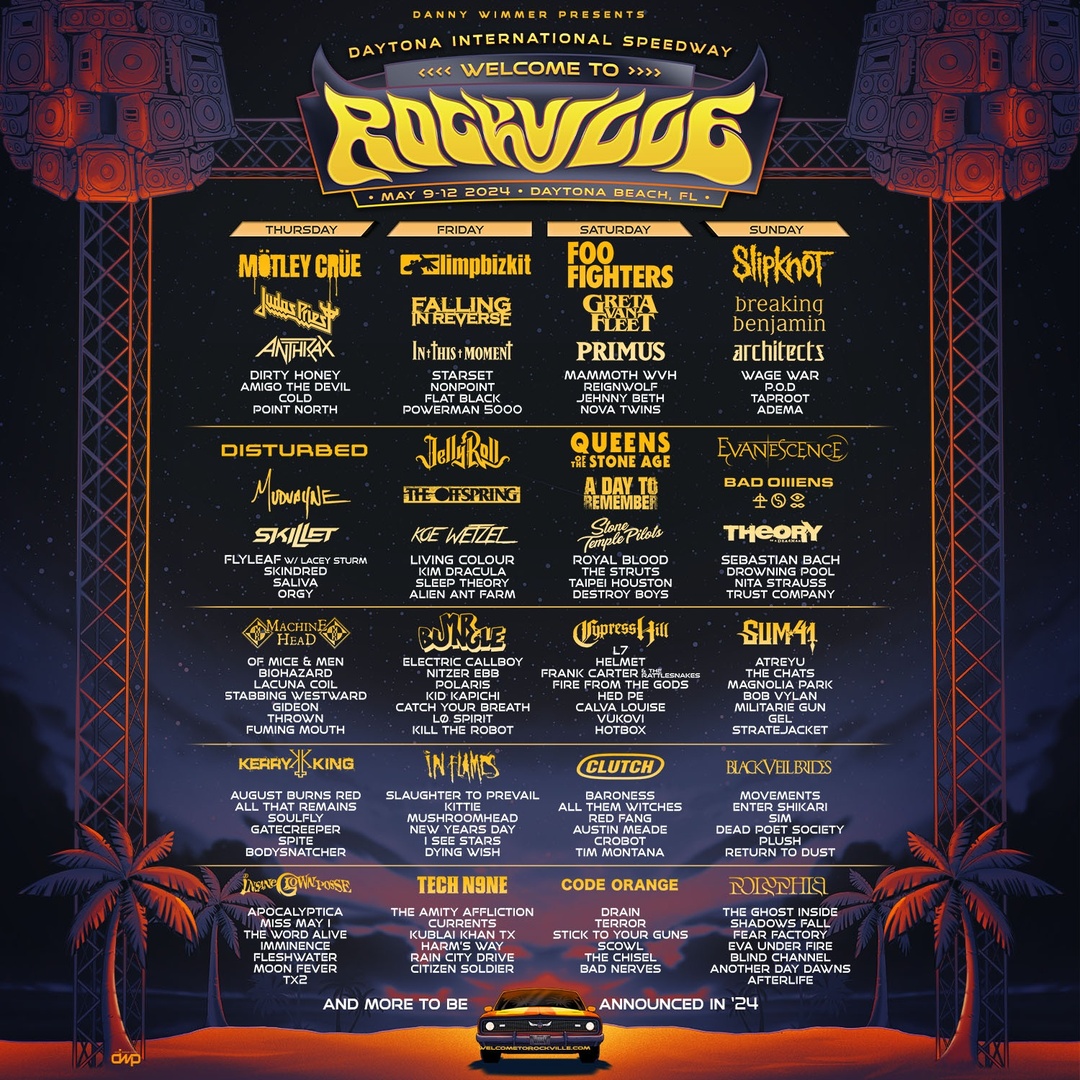 DANNY WIMMER PRESENTS
DAYTONA INTERNATIONAL SPEEDWAY
‹‹‹‹ WELCOME TO ››››
ROCKVILLE
• MAY 9-12 2024 • DAYTONA BEACH, FL •
THURSDAY
MÖTLEY CRÜE
Judas Priest
ANTHRAX
DIRTY HONEY
AMIGO THE DEVIL
COLD
POINT NORTH
FRIDAY
limpbizkit
FALLING
IN REVERSE
IN THIS MOMENT
STARSET
NONPOINT
FLAT BLACK
POWERMAN 5000
SATURDAY
FOO
FIGHTERS
GRETA
VAN
FLEET
PRIMUS
MAMMOTH WVH
REIGNWOLF
JEHNNY BETH
NOVA TWINS
SUNDAY
SlipKnoT
breaking
benjamin
architects
WAGE WAR
P.O.D
TAPROOT
ADEMA
DISTURBED
MUDVAYNE
SKILLET
FLYLEAF W/ LACEY STURM
SKINDRED
SALIVA
ORGY
Jelly Roll
THE OFFSPRING
KOE WETZEL
LIVING COLOUR
KIM DRACULA
SLEEP THEORY
ALIEN ANT FARM
QUEENS
OF THE STONE AGE
A DAY TO
REMEMBER
Stone
Temple Pilots
ROYAL BLOOD
THE STRUTS
TAIPEI HOUSTON
DESTROY BOYS
EVANESCENCE
BAD OMENS
THEORY
SEBASTIAN BACH
DROWNING POOL
NITA STRAUSS
TRUST COMPANY
MACHINE
HEAD
OF MICE & MEN
BIOHAZARD
LACUNA COIL
STABBING WESTWARD
GIDEON
THROWN
FUMING MOUTH
MR.
BUNGLE
ELECTRIC CALLBOY
NITZER EBB
POLARIS
KID KAPICHI
CATCH YOUR BREATH
LØ SPIRIT
KILL THE ROBOT
Cypress Hill
L7
HELMET
FRANK CARTER & THE RATTLESNAKES
FIRE FROM THE GODS
HED PE
CALVA LOUISE
VUKOVI
HOTBOX
SUM 41
ATREYU
THE CHATS
MAGNOLIA PARK
BOB VYLAN
MILITARIE GUN
GEL
STRATEJACKET
KERRY KING
AUGUST BURNS RED
ALL THAT REMAINS
SOULFLY
GATECREEPER
SPITE
BODYSNATCHER
IN FLAMES
SLAUGHTER TO PREVAIL
KITTIE
MUSHROOMHEAD
NEW YEARS DAY
I SEE STARS
DYING WISH
CLUTCH
BARONESS
ALL THEM WITCHES
RED FANG
AUSTIN MEADE
CROBOT
TIM MONTANA
BLACK VEIL BRIDES
MOVEMENTS
ENTER SHIKARI
SIM
DEAD POET SOCIETY
PLUSH
RETURN TO DUST
INSANE CLOWN POSSE
APOCALYPTICA
MISS MAY I
THE WORD ALIVE
IMMINENCE
FLESHWATER
MOON FEVER
TX2
TECH N9NE
THE AMITY AFFLICTION
CURRENTS
KUBLAI KHAN TX
HARM'S WAY
RAIN CITY DRIVE
CITIZEN SOLDIER
CODE ORANGE
DRAIN
TERROR
STICK TO YOUR GUNS
SCOWL
THE CHISEL
BAD NERVES
POLYPHIA
THE GHOST INSIDE
SHADOWS FALL
FEAR FACTORY
EVA UNDER FIRE
BLIND CHANNEL
ANOTHER DAY DAWNS
AFTERLIFE
AND MORE TO BE ANNOUNCED IN '24
WELCOMETOROCKVILLE.COM
dwp